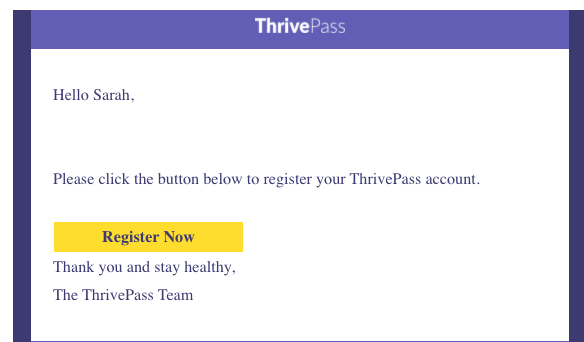 ThrivePass
Hello Sarah,
Please click the button below to register your ThrivePass account.
Register Now
Thank you and stay healthy,
The ThrivePass Team